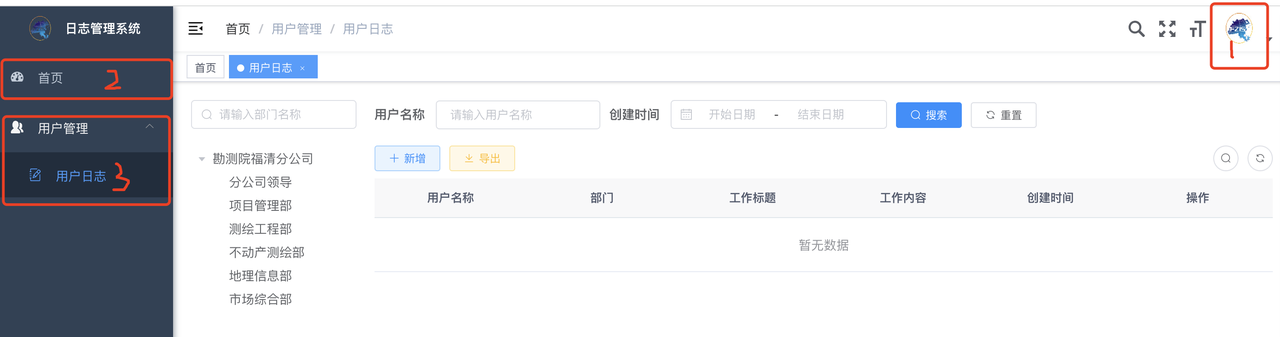 日志管理系统
首页 / 用户管理 / 用户日志
1
首页 2
首页 用户日志 ×
请输入部门名称 用户名称 请输入用户名称 创建时间 开始日期 - 结束日期 搜索 重置
用户管理
用户日志 3
勘测院福清分公司
分公司领导
项目管理部
测绘工程部
不动产测绘部
地理信息部
市场综合部
+ 新增 导出
用户名称 部门 工作标题 工作内容 创建时间 操作
暂无数据